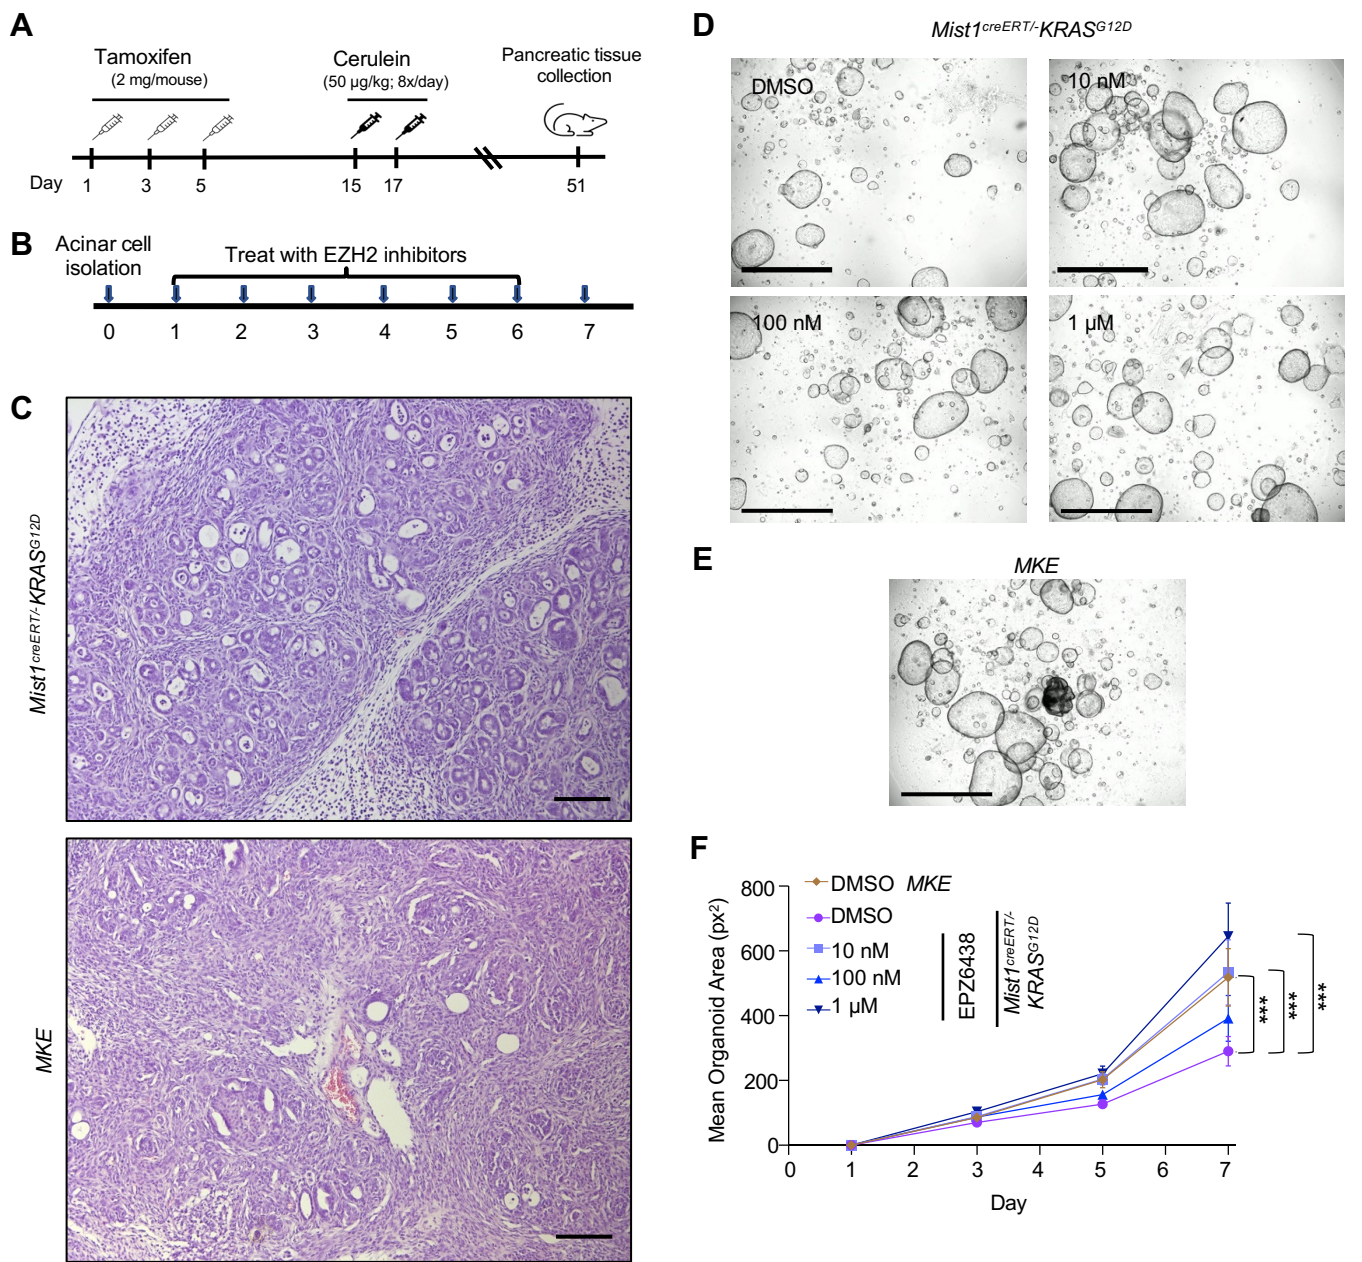 A
Tamoxifen
(2 mg/mouse)
Cerulein
(50 µg/kg; 8x/day)
Pancreatic tissue
collection
Day 1 3 5 15 17 51
B
Acinar cell
isolation
Treat with EZH2 inhibitors
0 1 2 3 4 5 6 7
C
Mist1creERT/-KRASG12D
MKE
D
Mist1creERT/-KRASG12D
DMSO
10 nM
100 nM
1 µM
E
MKE
F
Mean Organoid Area (px²)
800
600
400
200
0
0 1 2 3 4 5 6 7
Day
DMSO MKE
DMSO
10 nM
100 nM
1 µM
EPZ6438
Mist1creERT/-
KRASG12D
***
***
***